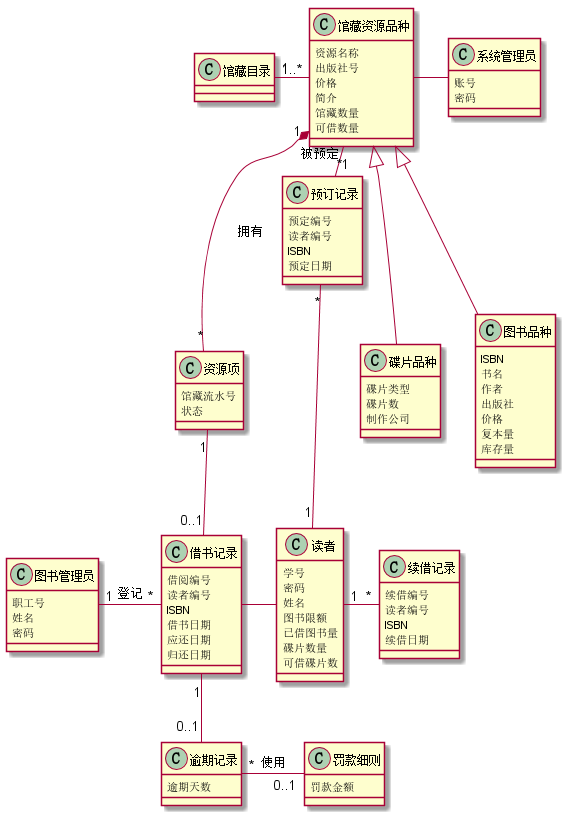 C 馆藏资源品种
资源名称
出版社号
价格
简介
馆藏数量
可借数量
C 馆藏目录
1..*
C 系统管理员
账号
密码
1
被预定
*1
C 预订记录
预定编号
读者编号
ISBN
预定日期
拥有
*
*
C 资源项
馆藏流水号
状态
C 碟片品种
碟片类型
碟片数
制作公司
C 图书品种
ISBN
书名
作者
出版社
价格
复本量
库存量
1
0..1
1
C 图书管理员
职工号
姓名
密码
1 登记 *
C 借书记录
借阅编号
读者编号
ISBN
借书日期
应还日期
归还日期
C 读者
学号
密码
姓名
图书限额
已借图书量
碟片数量
可借碟片数
1 *
C 续借记录
续借编号
读者编号
ISBN
续借日期
1
0..1
C 逾期记录
逾期天数
* 使用
0..1
C 罚款细则
罚款金额